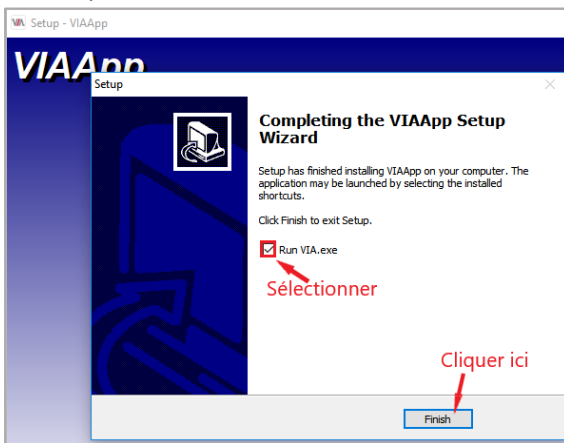 Setup - VIAApp
VIAApp
Setup
Completing the VIAApp Setup
Wizard
Setup has finished installing VIAApp on your computer. The
application may be launched by selecting the installed
shortcuts.
Click Finish to exit Setup.
Run VIA.exe
Sélectionner
Cliquer ici
Finish